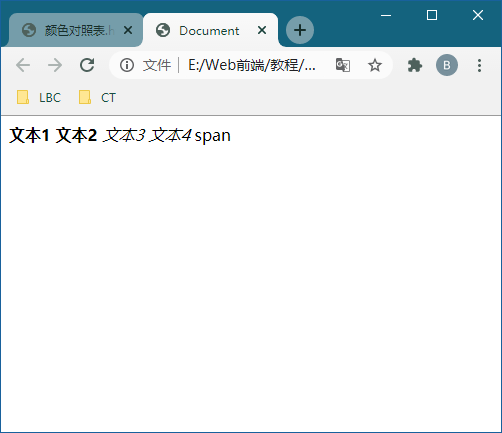 颜色对照表.h
Document
文件
E:/Web前端/教程/...
B
LBC
CT
文本1 文本2 文本3 文本4 span